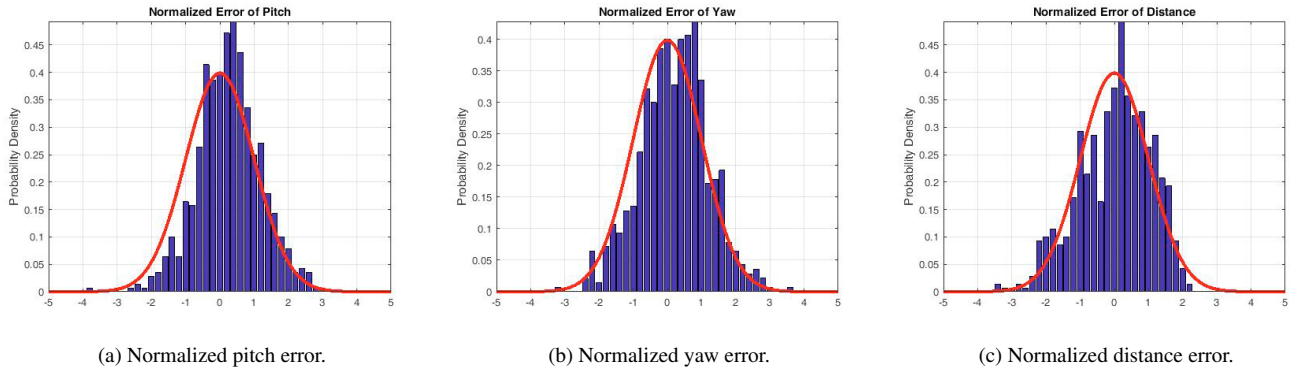 Normalized Error of Pitch
Probability Density
0.45
0.4
0.35
0.3
0.25
0.2
0.15
0.1
0.05
0
-5 -4 -3 -2 -1 0 1 2 3 4 5
(a) Normalized pitch error.
Normalized Error of Yaw
Probability Density
0.4
0.35
0.3
0.25
0.2
0.15
0.1
0.05
0
-5 -4 -3 -2 -1 0 1 2 3 4 5
(b) Normalized yaw error.
Normalized Error of Distance
Probability Density
0.45
0.4
0.35
0.3
0.25
0.2
0.15
0.1
0.05
0
-5 -4 -3 -2 -1 0 1 2 3 4 5
(c) Normalized distance error.